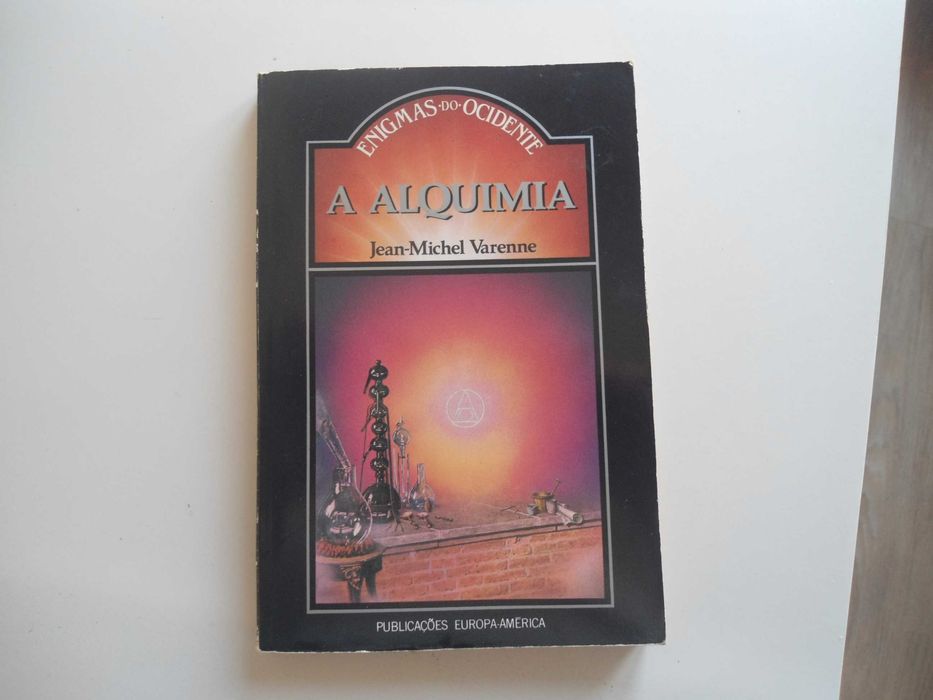 ENIGMAS·DO·OCIDENTE
A ALQUIMIA
Jean-Michel Varenne
A
PUBLICAÇÕES EUROPA-AMÉRICA